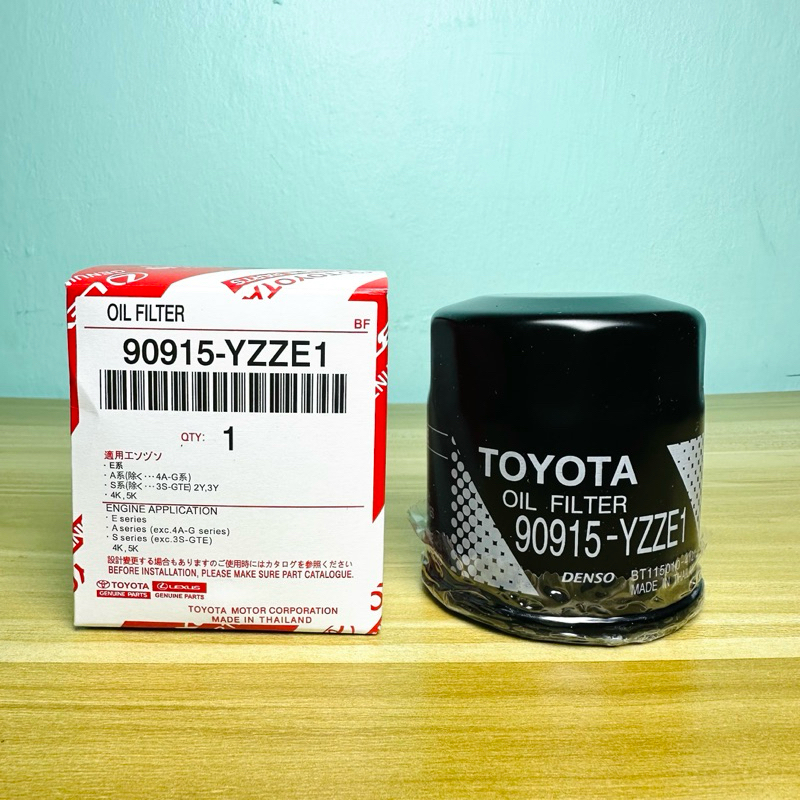 TOYOTA
OIL FILTER
BF
90915-YZZE1
QTY: 1
適用エソヅソ
・E系
・A系(除く…4A-G系)
・S系(除く…3S-GTE) 2Y,3Y
・4K, 5K
ENGINE APPLICATION
・E series
・A series (exc.4A-G series)
・S series (exc.3S-GTE)
4K, 5K
設計変更する場合もありますのご使用時にはカタログを参照ください
BEFORE INSTALLATION, PLEASE MAKE SURE PART CATALOGUE.
TOYOTA LEXUS
GENUINE PARTS GENUINE PARTS
TOYOTA MOTOR CORPORATION
MADE IN THAILAND
TOYOTA
OIL FILTER
90915-YZZE1
DENSO
MADE IN